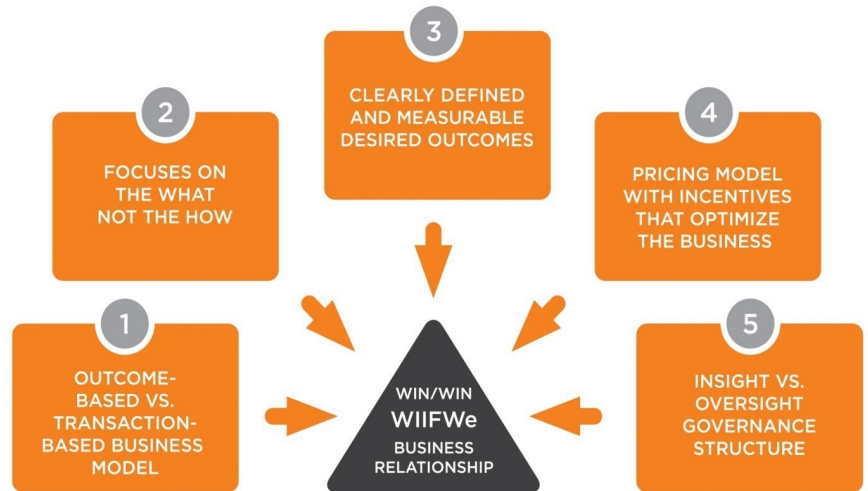 1
OUTCOME-
BASED VS.
TRANSACTION-
BASED BUSINESS
MODEL
2
FOCUSES ON
THE WHAT
NOT THE HOW
3
CLEARLY DEFINED
AND MEASURABLE
DESIRED OUTCOMES
4
PRICING MODEL
WITH INCENTIVES
THAT OPTIMIZE
THE BUSINESS
5
INSIGHT VS.
OVERSIGHT
GOVERNANCE
STRUCTURE
WIN/WIN
WIIFWe
BUSINESS
RELATIONSHIP